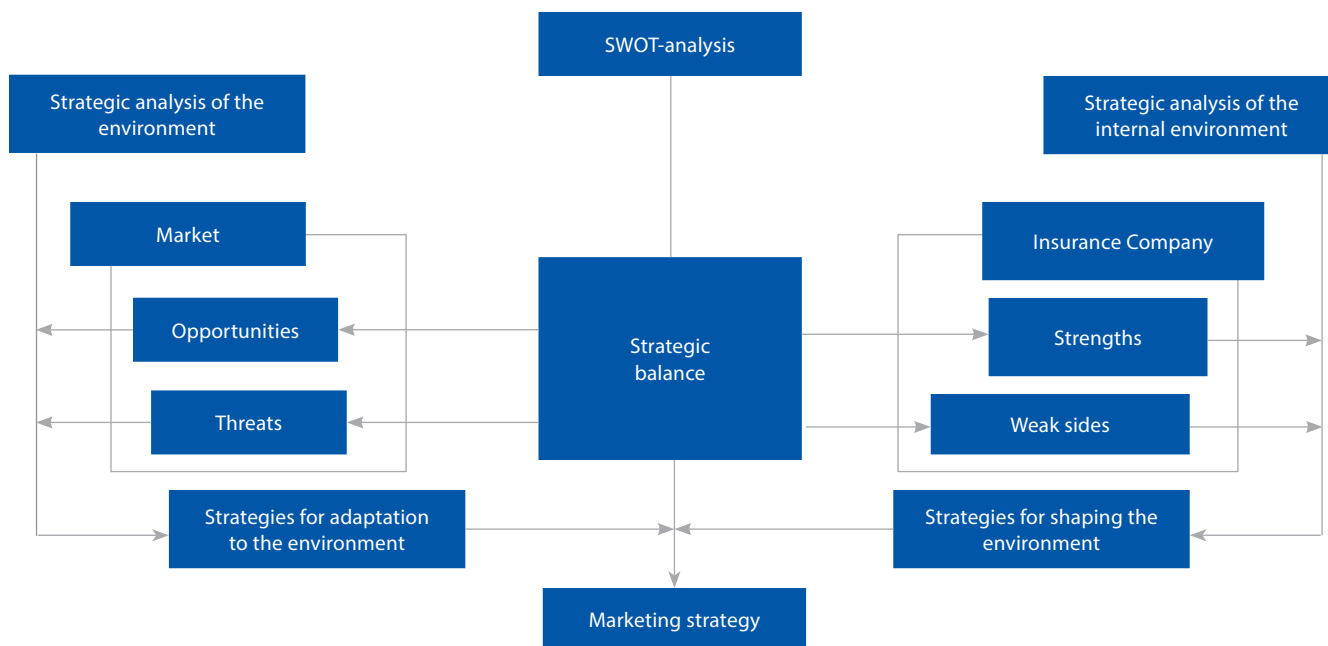 SWOT-analysis
Strategic analysis of the
environment
Strategic analysis of the
internal environment
Market
Insurance Company
Opportunities
Strategic
balance
Strengths
Threats
Weak sides
Strategies for adaptation
to the environment
Strategies for shaping the
environment
Marketing strategy